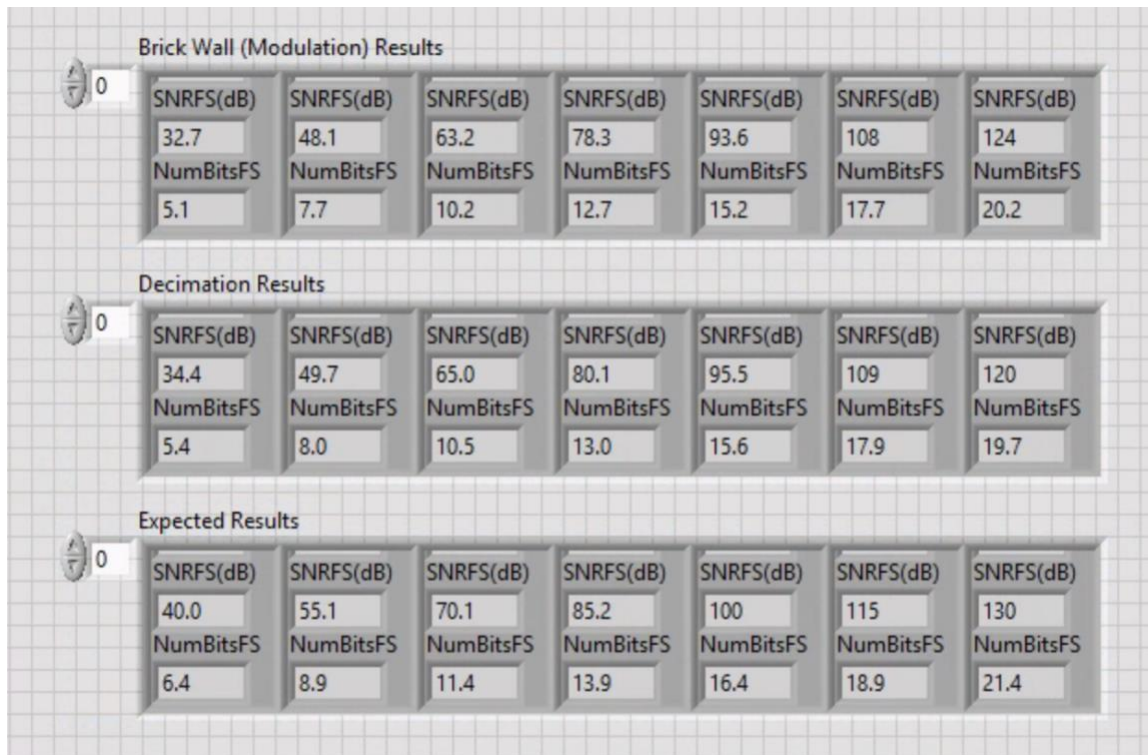 Brick Wall (Modulation) Results
0
SNRFS(dB) SNRFS(dB) SNRFS(dB) SNRFS(dB) SNRFS(dB) SNRFS(dB) SNRFS(dB)
32.7 48.1 63.2 78.3 93.6 108 124
NumBitsFS NumBitsFS NumBitsFS NumBitsFS NumBitsFS NumBitsFS NumBitsFS
5.1 7.7 10.2 12.7 15.2 17.7 20.2
Decimation Results
0
SNRFS(dB) SNRFS(dB) SNRFS(dB) SNRFS(dB) SNRFS(dB) SNRFS(dB) SNRFS(dB)
34.4 49.7 65.0 80.1 95.5 109 120
NumBitsFS NumBitsFS NumBitsFS NumBitsFS NumBitsFS NumBitsFS NumBitsFS
5.4 8.0 10.5 13.0 15.6 17.9 19.7
Expected Results
0
SNRFS(dB) SNRFS(dB) SNRFS(dB) SNRFS(dB) SNRFS(dB) SNRFS(dB) SNRFS(dB)
40.0 55.1 70.1 85.2 100 115 130
NumBitsFS NumBitsFS NumBitsFS NumBitsFS NumBitsFS NumBitsFS NumBitsFS
6.4 8.9 11.4 13.9 16.4 18.9 21.4